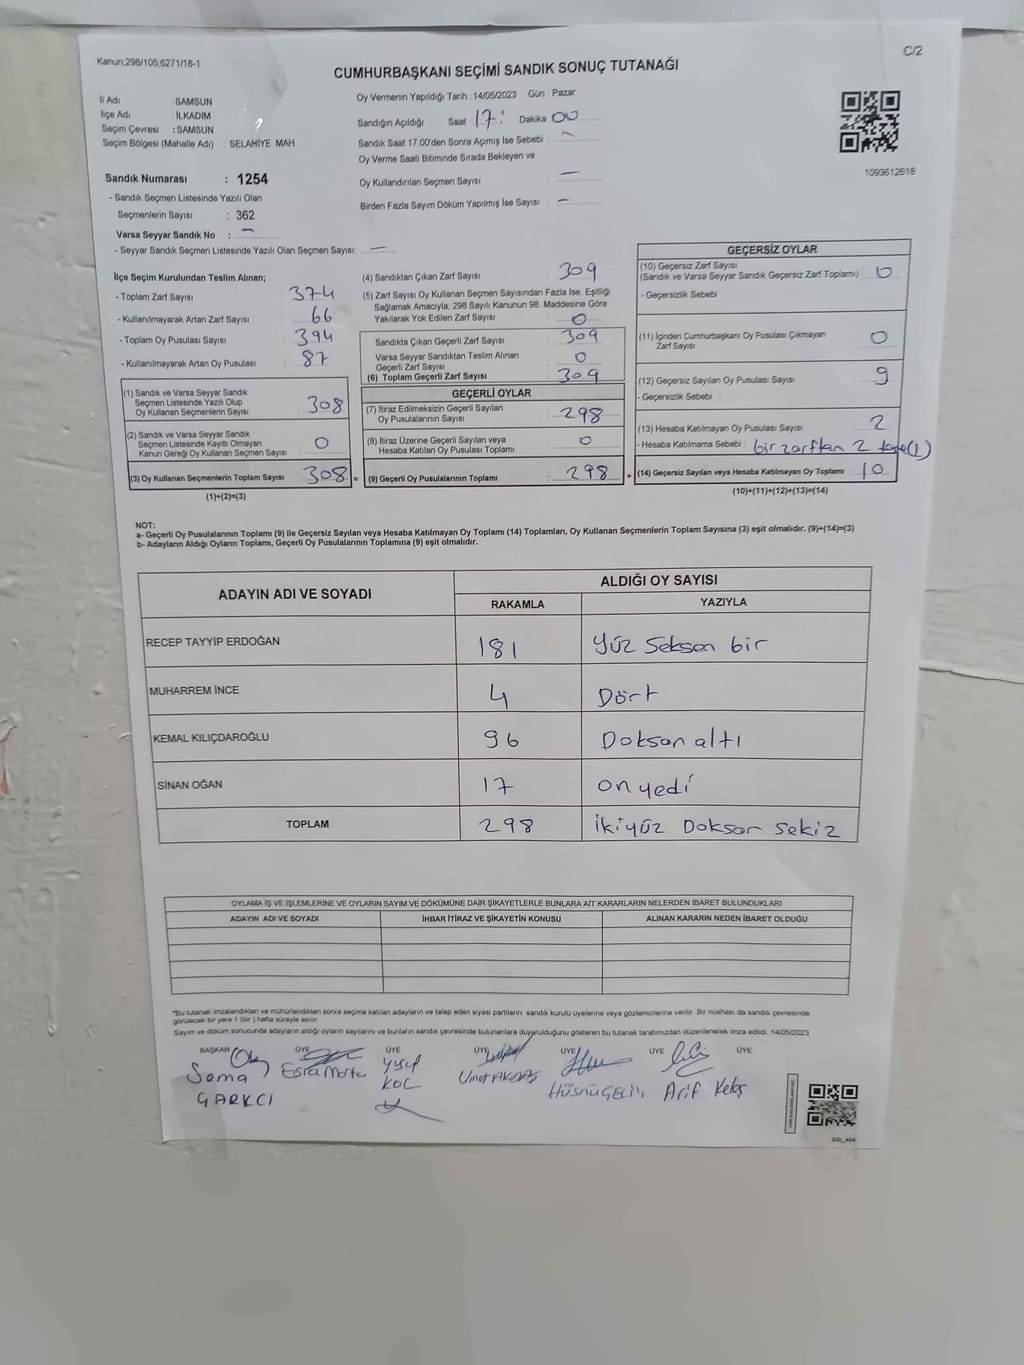 Kanun:298/105,6271/18-1
C/2
CUMHURBAŞKANI SEÇİMİ SANDIK SONUÇ TUTANAĞI
İl Adı : SAMSUN
İlçe Adı : İLKADIM
Seçim Çevresi : SAMSUN
Seçim Bölgesi (Mahalle Adı) : SELAHİYE MAH.
Sandık Numarası : 1254
- Sandık Seçmen Listesinde Yazılı Olan
Seçmenlerin Sayısı : 362
Varsa Seyyar Sandık No : -
- Seyyar Sandık Seçmen Listesinde Yazılı Olan Seçmen Sayısı: -
Oy Vermenin Yapıldığı Tarih : 14/05/2023 Gün : Pazar
Sandığın Açıldığı Saat : 17: Dakika 00
Sandık Saat 17.00'den Sonra Açımış İse Sebebi : -
Oy Verme Saati Bitiminde Sırada Bekleyen ve
Oy Kullandırılan Seçmen Sayısı : -
Birden Fazla Sayım Döküm Yapılmış İse Sayısı : -
1093612618
İlçe Seçim Kurulundan Teslim Alınan;
- Toplam Zarf Sayısı : 374
- Kullanılmayarak Artan Zarf Sayısı : 66
- Toplam Oy Pusulası Sayısı : 394
- Kullanılmayarak Artan Oy Pusulası : 87
(1) Sandık ve Varsa Seyyar Sandık
Seçmen Listesinde Yazılı Olup
Oy Kullanan Seçmenlerin Sayısı : 308
(2) Sandık ve Varsa Seyyar Sandık
Seçmen Listesinde Kayıtlı Olmayan
Kanun Gereği Oy Kullanan Seçmen Sayısı : 0
(3) Oy Kullanan Seçmenlerin Toplam Sayısı : 308 =
(1)+(2)=(3)
(4) Sandıktan Çıkan Zarf Sayısı : 309
(5) Zarf Sayısı Oy Kullanan Seçmen Sayısından Fazla İse, Eşitliği
Sağlamak Amacıyla, 298 Sayılı Kanunun 98. Maddesine Göre
Yakılarak Yok Edilen Zarf Sayısı : 0
Sandıkta Çıkan Geçerli Zarf Sayısı : 309
Varsa Seyyar Sandıktan Teslim Alınan
Geçerli Zarf Sayısı : 0
(6) Toplam Geçerli Zarf Sayısı : 309
GEÇERLİ OYLAR
(7) İtiraz Edilmeksizin Geçerli Sayılan
Oy Pusulalarının Sayısı : 298
(8) İtiraz Üzerine Geçerli Sayılan veya
Hesaba Katılan Oy Pusulası Toplamı : 0
(9) Geçerli Oy Pusulalarının Toplamı : 298 +
GEÇERSİZ OYLAR
(10) Geçersiz Zarf Sayısı
(Sandık ve Varsa Seyyar Sandık Geçersiz Zarf Toplamı) : 0
- Geçersizlik Sebebi
(11) İçinden Cumhurbaşkanı Oy Pusulası Çıkmayan
Zarf Sayısı : 0
(12) Geçersiz Sayılan Oy Pusulası Sayısı : 9
- Geçersizlik Sebebi :
(13) Hesaba Katılmayan Oy Pusulası Sayısı : 2
- Hesaba Katılmama Sebebi : bir zarftan 2 tane(1)
(14) Geçersiz Sayılan veya Hesaba Katılmayan Oy Toplamı : 10
(10)+(11)+(12)+(13)=(14)
NOT:
a- Geçerli Oy Pusulalarının Toplamı (9) ile Geçersiz Sayılan veya Hesaba Katılmayan Oy Toplamı (14) Toplamları, Oy Kullanan Seçmenlerin Toplam Sayısına (3) eşit olmalıdır. (9)+(14)=(3)
b- Adayların Aldığı Oyların Toplamı, Geçerli Oy Pusulalarının Toplamına (9) eşit olmalıdır.
ADAYIN ADI VE SOYADI ALDIĞI OY SAYISI
RAKAMLA YAZIYLA
RECEP TAYYİP ERDOĞAN 181 Yüz Seksen bir
MUHARREM İNCE 4 Dört
KEMAL KILIÇDAROĞLU 96 Doksan altı
SİNAN OĞAN 17 on yedi
TOPLAM 298 İkiyüz Doksan sekiz
OYLAMA İŞ VE İŞLEMLERİNE VE OYLARIN SAYIM VE DÖKÜMÜNE DAİR ŞİKAYETLERLE BUNLARA AİT KARARLARIN NELERDEN İBARET BULUNDUKLARI
ADAYIN ADI VE SOYADI İHBAR İTİRAZ VE ŞİKAYETİN KONUSU ALINAN KARARIN NEDEN İBARET OLDUĞU
*Bu tutanak imzalandıktan ve mühürlendikten sonra seçime katılan adayların ve talep eden siyasi partilerin sandık kurulu üyelerine veya gözlemcilerine verilir. Bir nüshası da sandık çevresinde
görülecek bir yere 1 (bir) hafta süreyle asılır.
Sayım ve döküm sonucunda adayların aldığı oyların sayılarını ve bunların sandık çevresinde bulunanlara duyurulduğunu gösteren bu tutanak tarafımızdan düzenlenerek imza edildi. 14/05/2023
BAŞKAN ÜYE ÜYE ÜYE ÜYE ÜYE ÜYE
Yusuf
KOC
Hüsnü
Arif Keleş